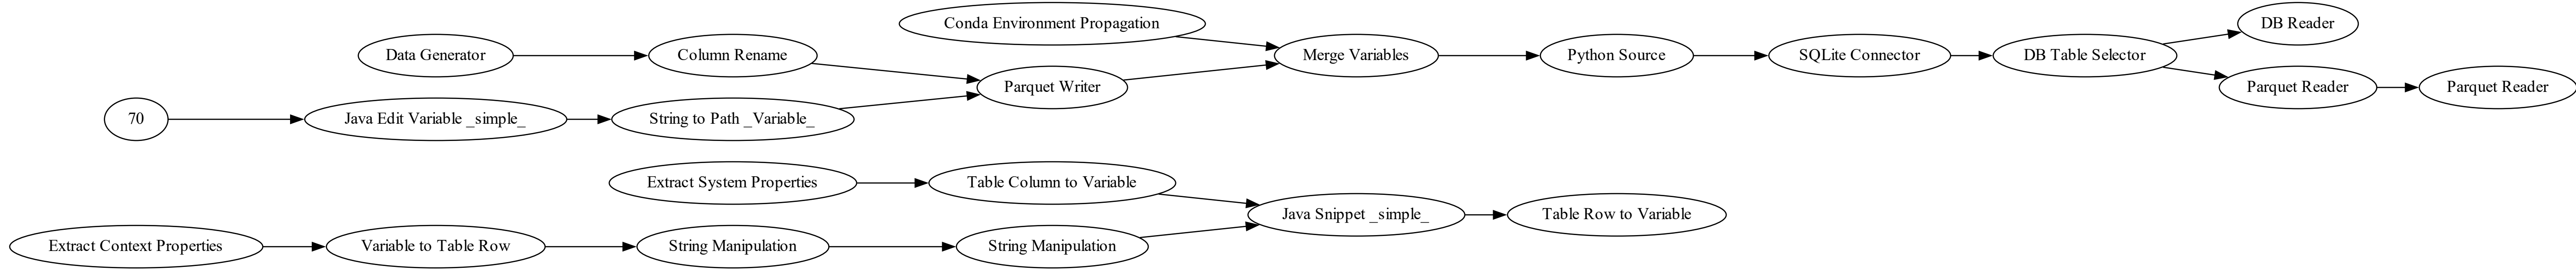 Conda Environment Propagation
DB Reader
Data Generator
Column Rename
Merge Variables
Python Source
SQLite Connector
DB Table Selector
Parquet Writer
Parquet Reader
Parquet Reader
70
Java Edit Variable _simple_
String to Path _Variable_
Extract System Properties
Table Column to Variable
Java Snippet _simple_
Table Row to Variable
Extract Context Properties
Variable to Table Row
String Manipulation
String Manipulation